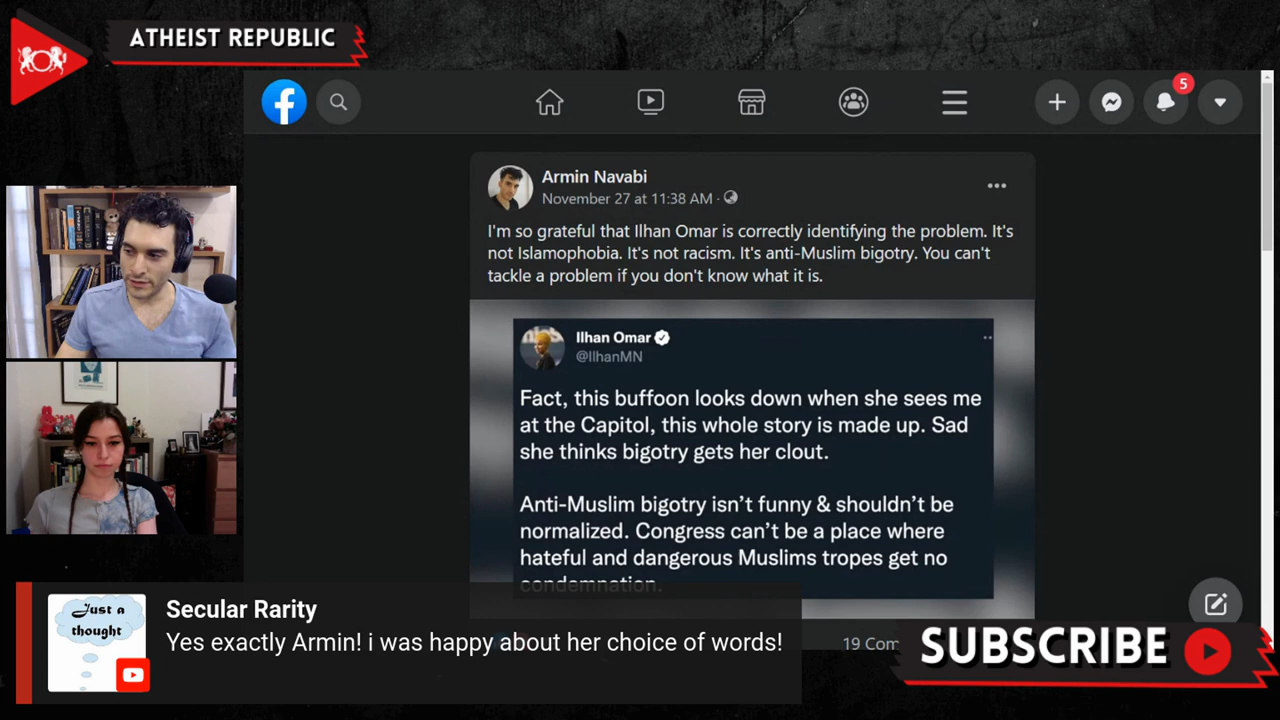 ATHEIST REPUBLIC
5
Armin Navabi
November 27 at 11:38 AM ·
I'm so grateful that Ilhan Omar is correctly identifying the problem. It's
not Islamophobia. It's not racism. It's anti-Muslim bigotry. You can't
tackle a problem if you don't know what it is.
Ilhan Omar
@IlhanMN
Fact, this buffoon looks down when she sees me
at the Capitol, this whole story is made up. Sad
she thinks bigotry gets her clout.
Anti-Muslim bigotry isn't funny & shouldn't be
normalized. Congress can't be a place where
hateful and dangerous Muslims tropes get no
condemnation.
Just a
thought
Secular Rarity
Yes exactly Armin! i was happy about her choice of words!
19 Com
SUBSCRIBE